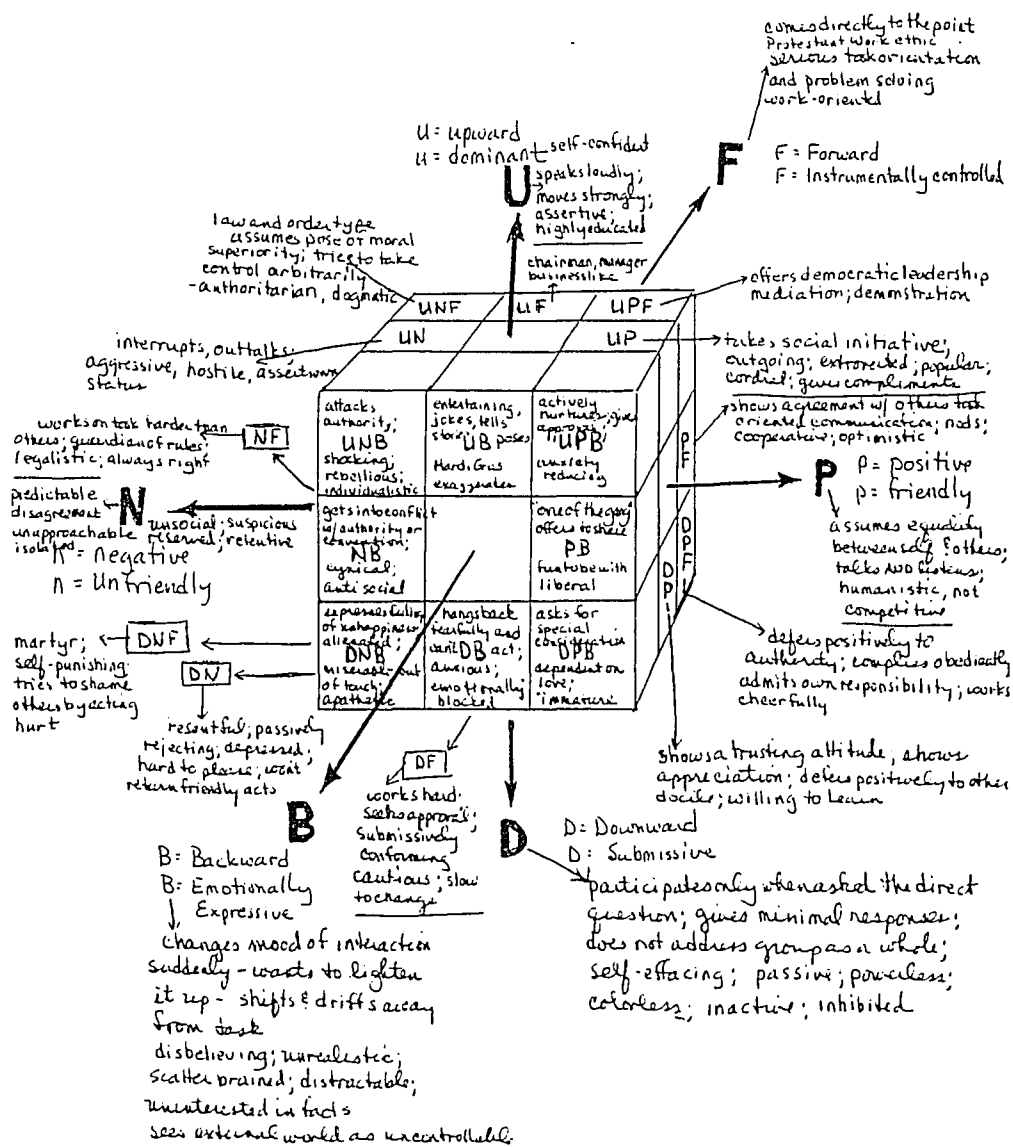 comes directly to the point
Protestant work ethic
serious task orientation
and problem solving
work-oriented
F
F = Forward
F = Instrumentally controlled
U = upward
U = dominant
self-confident
U
speaks loudly;
moves strongly;
assertive;
highly educated
chairman, manager
businesslike
law and order type
assumes pose of moral
superiority; tries to take
control arbitrarily
-authoritarian, dogmatic
UNF
UF
UPF
offers democratic leadership
mediation; demonstration
UN
UP
interrupts, outtalks;
aggressive, hostile, assert own
status
takes social initiative;
outgoing; extroverted; popular;
cordial; gives compliments
attacks
authority;
UNB
shocking;
rebellious;
individualistic
entertaining,
jokes, tells
stories; UB poses
Mardi Gras
exaggerates
actively
nurtures; gives
approval;
UPB
anxiety
reducing
PF
shows agreement w/ others task
oriented communication; nods;
cooperative; optimistic
works on task harder than
others; guardian of rules;
legalistic; always right
NF
N
predictable
disagreement
unapproachable
isolated
unsocial; suspicious
reserved; retentive
n = negative
n = Unfriendly
P
P = positive
P = friendly
assumes equality
between self & others;
talks AND listens;
humanistic, not
competitive
gets into conflict
w/ authority or
convention;
NB
cynical;
anti social
"one of the gang"
offers to share
PB
fun to be with
liberal
DP
DPF
expresses feeling
of unhappiness
alienated;
DNB
miserable; out
of touch;
apathetic
hangs back
fearfully and
DB act;
anxious;
emotionally
blocked
asks for
special
consideration
DPB
dependent on
love;
"immature"
martyr;
self-punishing
tries to shame
others by acting
hurt
DNF
DN
resentful; passively
rejecting; depressed;
hard to please; won't
return friendly acts
defers positively to
authority; complies obediently
admits own responsibility; works
cheerfully
shows a trusting attitude; shows
appreciation; defers positively to other
docile; willing to learn
DF
works hard
seeks approval;
submissively
conforming
cautious; slow
to change
B
B = Backward
B = Emotionally
Expressive
changes mood of interaction
suddenly - wants to lighten
it up - shifts & drifts away
from task
disbelieving; unrealistic;
scatter brained; distractable;
uninterested in facts
sees external world as uncontrollable
D
D = Downward
D = Submissive
participates only when asked the direct
question; gives minimal responses;
does not address group as a whole;
self-effacing; passive; powerless;
colorless; inactive; inhibited